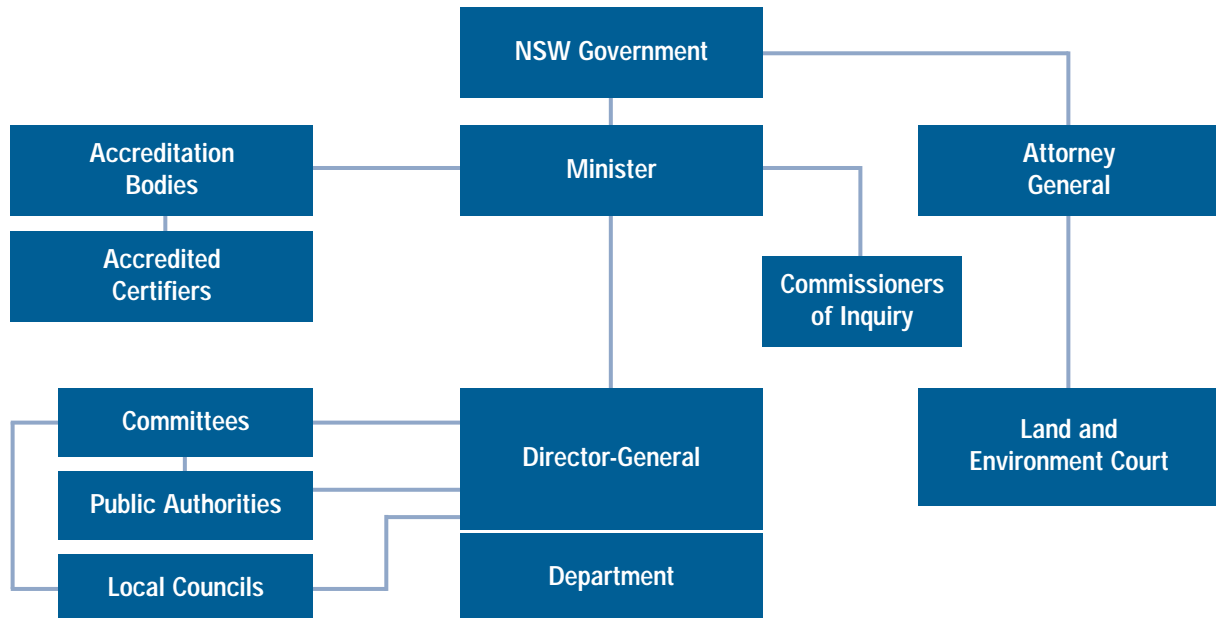 NSW Government
Accreditation
Bodies
Minister
Attorney
General
Accredited
Certifiers
Commissioners
of Inquiry
Committees
Director-General
Land and
Environment Court
Public Authorities
Local Councils
Department